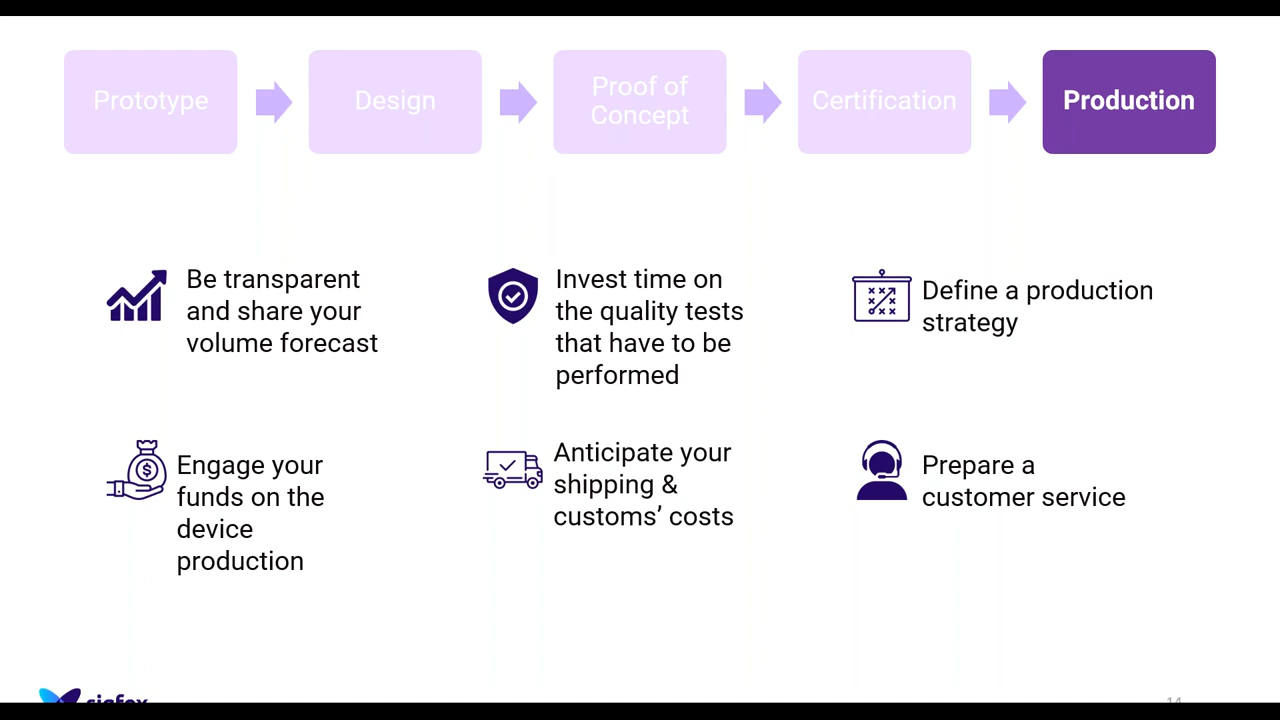 Prototype
Design
Proof of
Concept
Certification
Production
Be transparent
and share your
volume forecast
Invest time on
the quality tests
that have to be
performed
Define a production
strategy
Engage your
funds on the
device
production
Anticipate your
shipping &
customs’ costs
Prepare a
customer service
sigfox
14